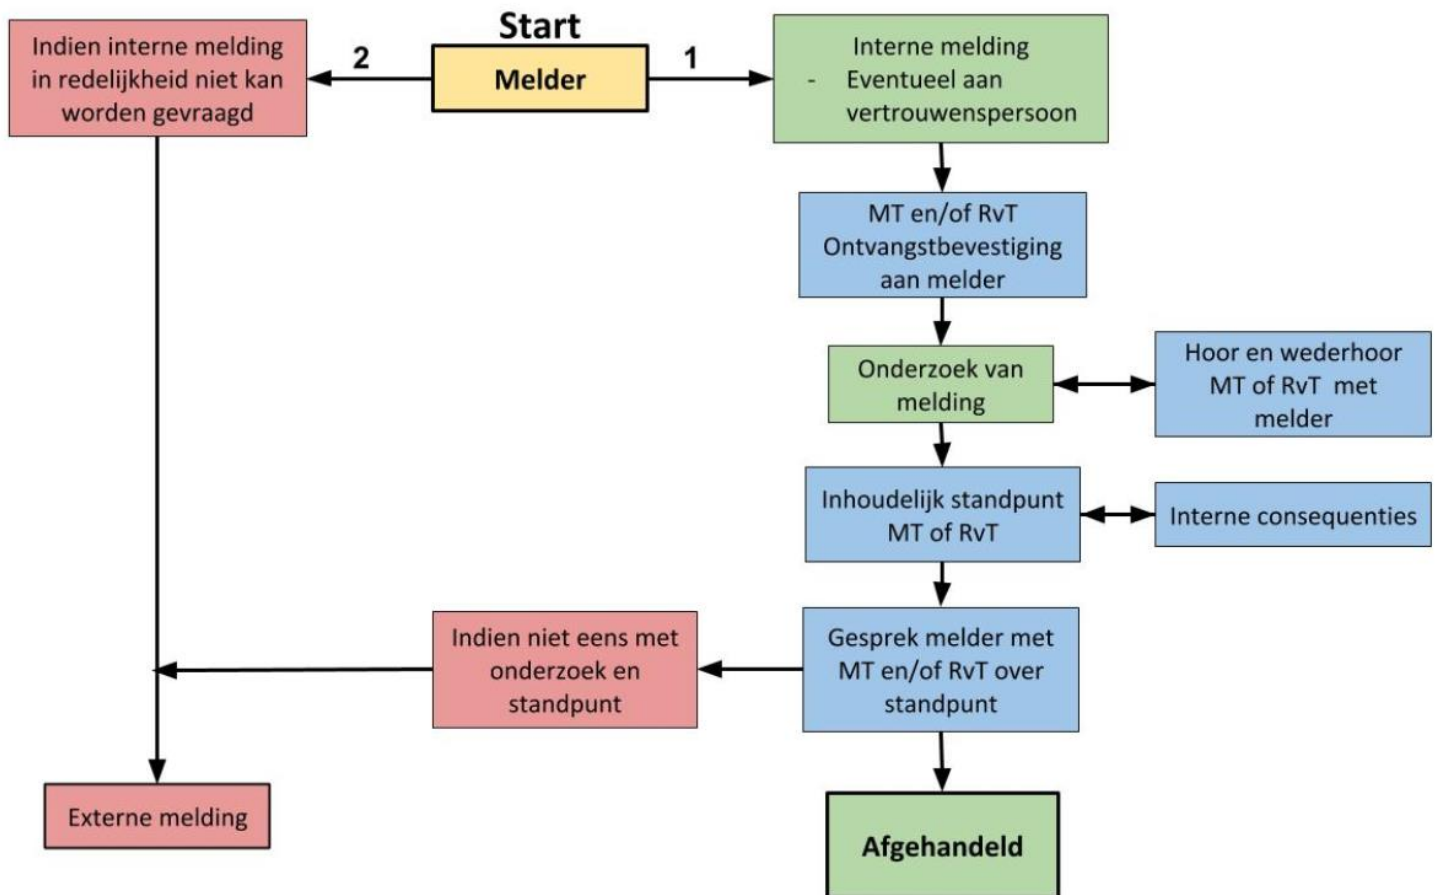 Start
Melder
2
1
Indien interne melding
in redelijkheid niet kan
worden gevraagd
Interne melding
- Eventueel aan
vertrouwenspersoon
MT en/of RvT
Ontvangstbevestiging
aan melder
Onderzoek van
melding
Hoor en wederhoor
MT of RvT met
melder
Inhoudelijk standpunt
MT of RvT
Interne consequenties
Gesprek melder met
MT en/of RvT over
standpunt
Indien niet eens met
onderzoek en
standpunt
Externe melding
Afgehandeld